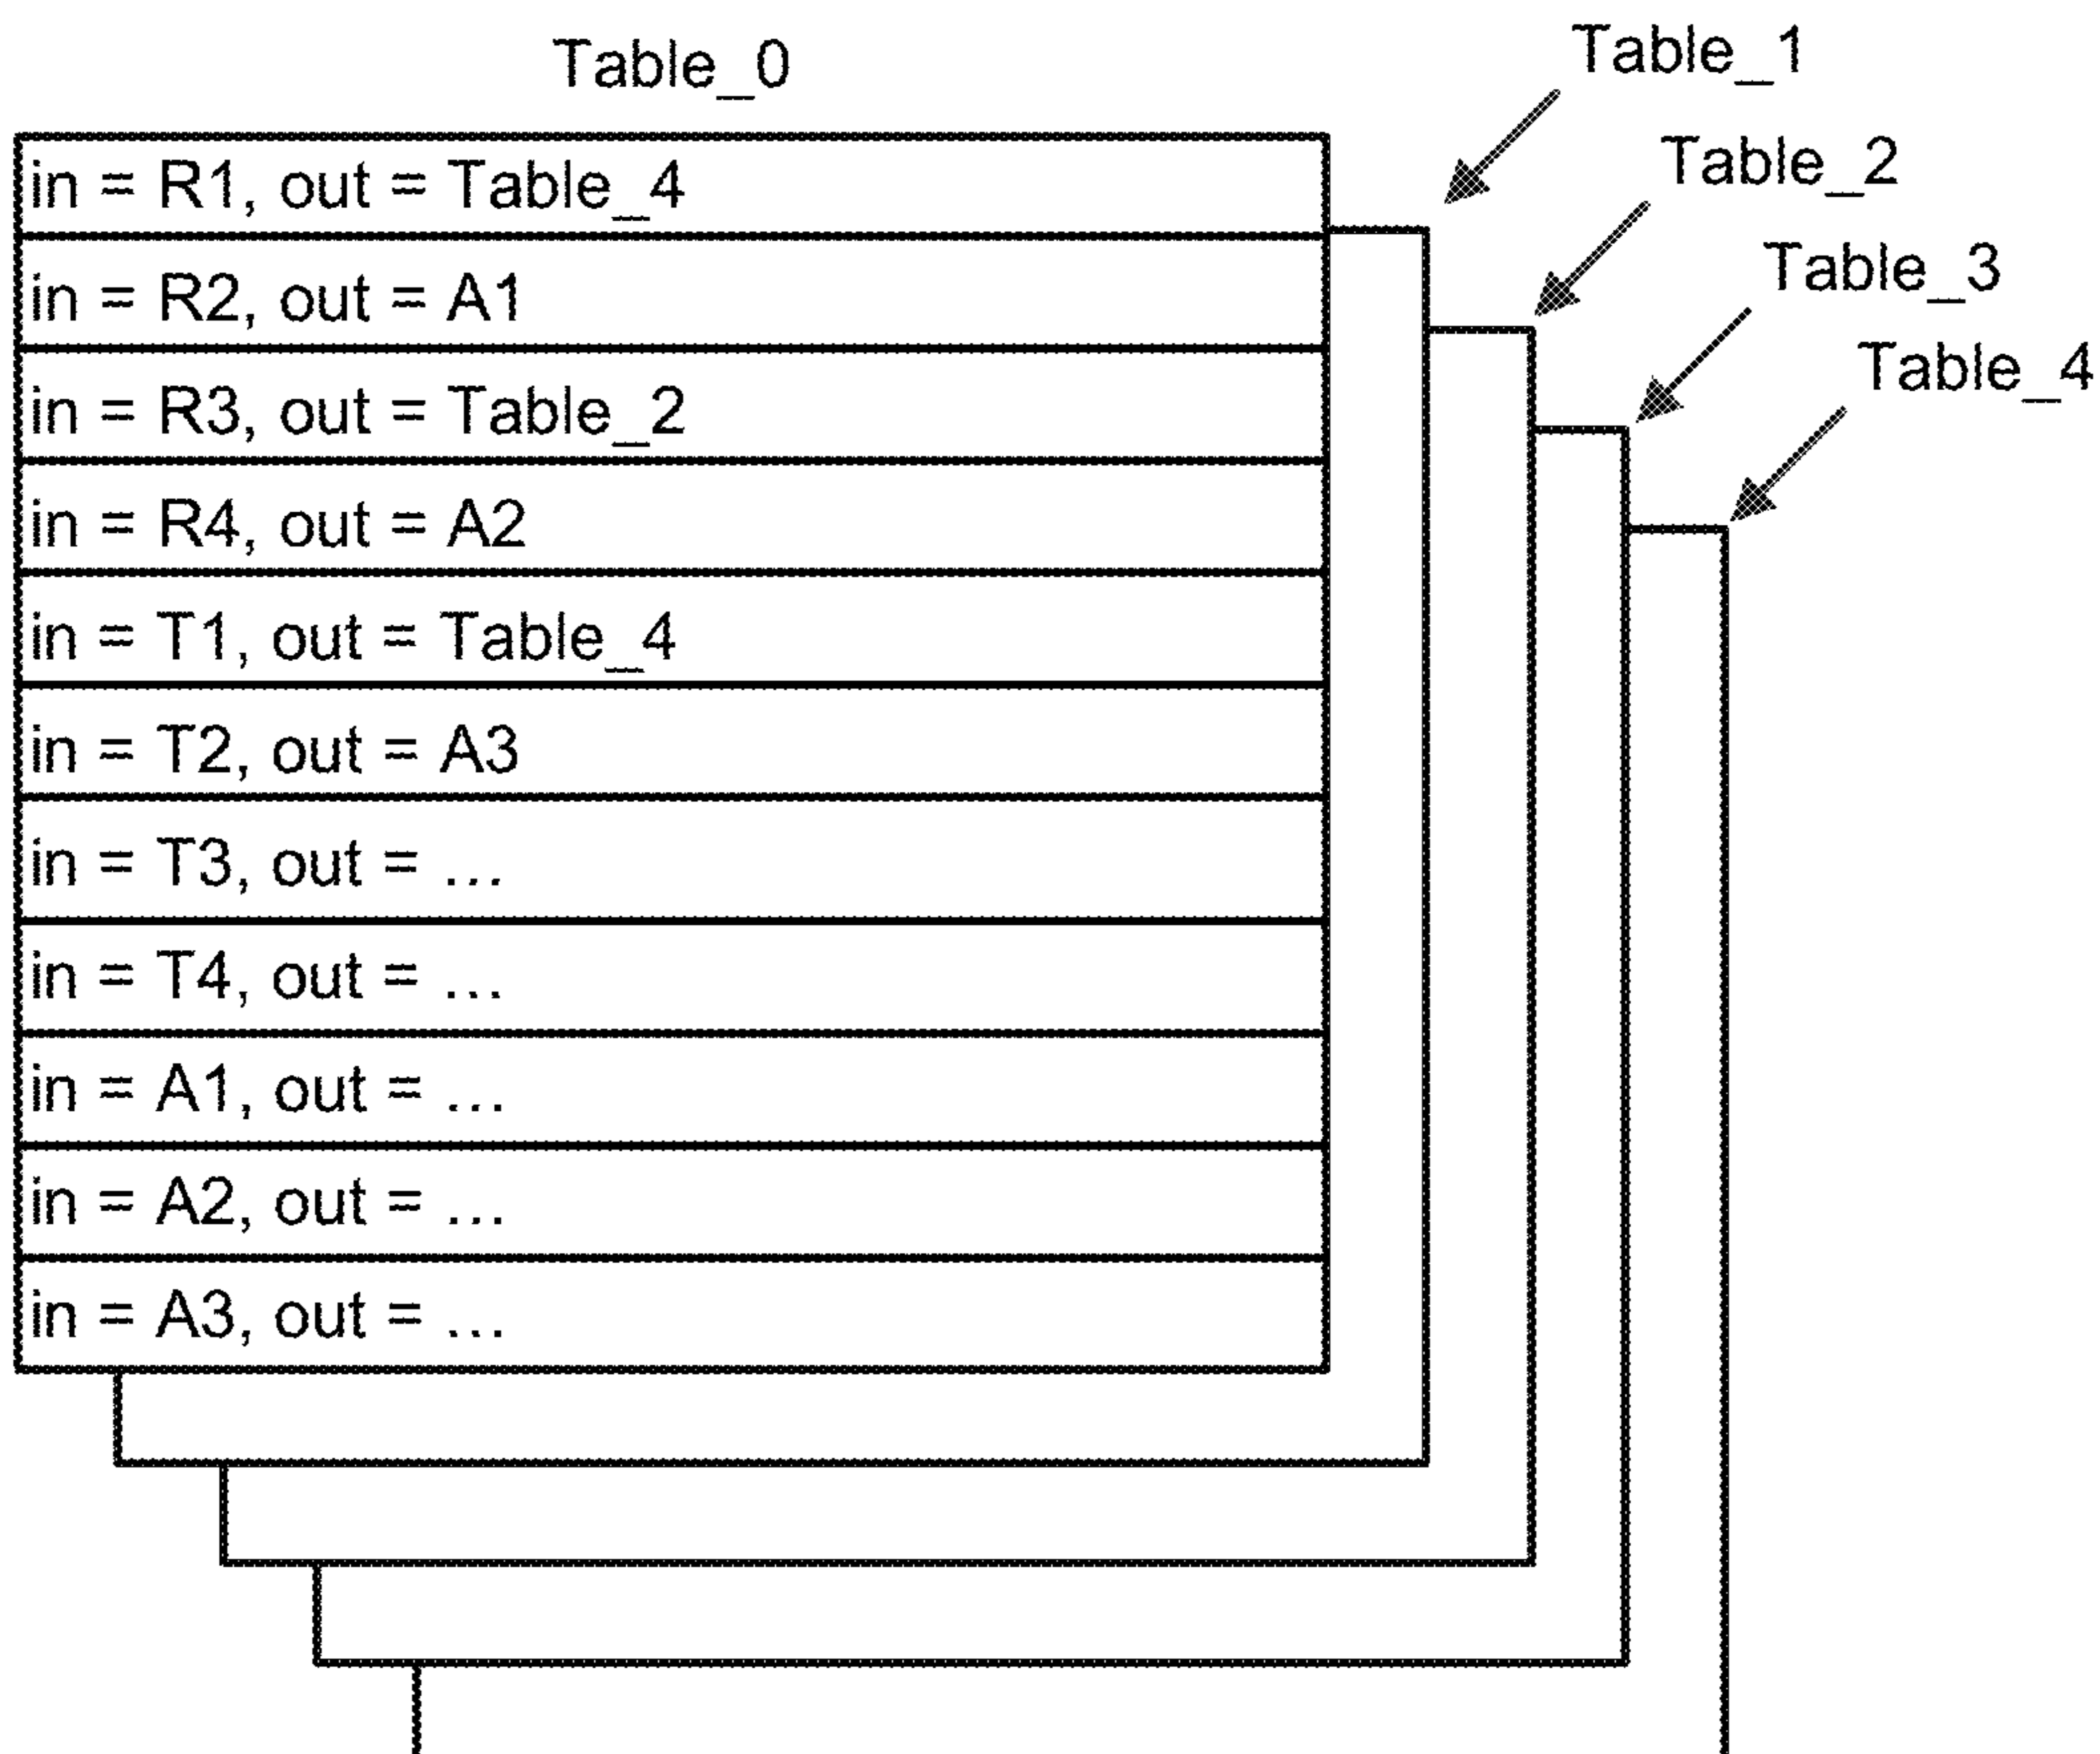 Table_0
Table_1
Table_2
Table_3
Table_4
in = R1, out = Table_4
in = R2, out = A1
in = R3, out = Table_2
in = R4, out = A2
in = T1, out = Table_4
in = T2, out = A3
in = T3, out = ...
in = T4, out = ...
in = A1, out = ...
in = A2, out = ...
in = A3, out = ...